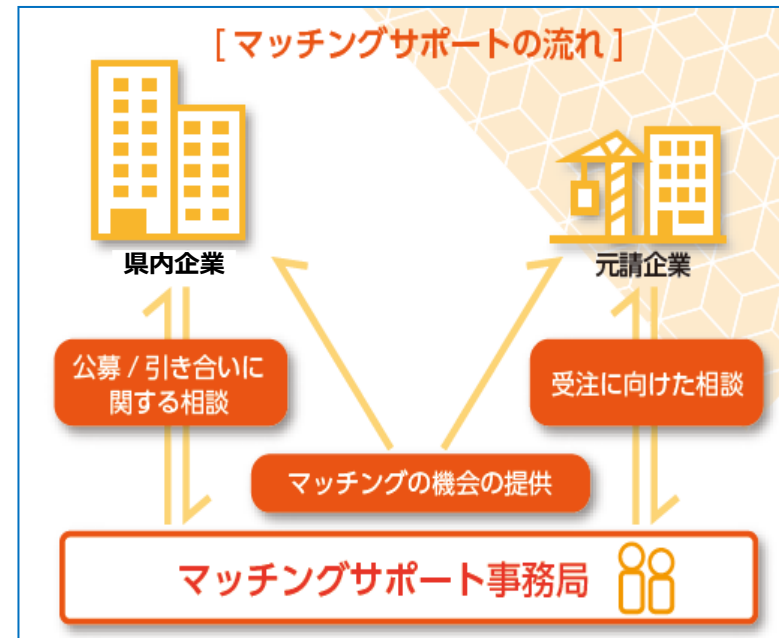 [ マッチングサポートの流れ ]
県内企業
元請企業
公募 / 引き合いに
関する相談
受注に向けた相談
マッチングの機会の提供
マッチングサポート事務局